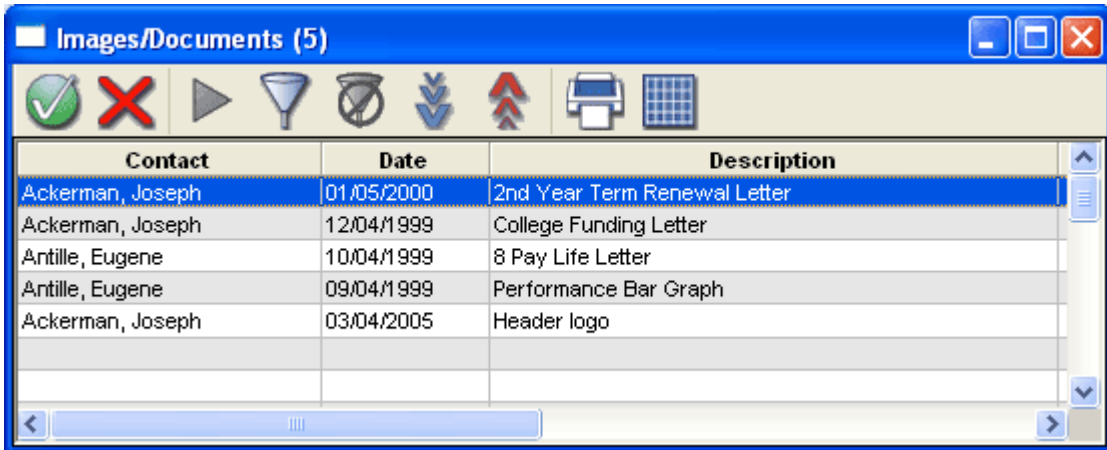 Images/Documents (5)
Contact Date Description
Ackerman, Joseph 01/05/2000 2nd Year Term Renewal Letter
Ackerman, Joseph 12/04/1999 College Funding Letter
Antille, Eugene 10/04/1999 8 Pay Life Letter
Antille, Eugene 09/04/1999 Performance Bar Graph
Ackerman, Joseph 03/04/2005 Header logo